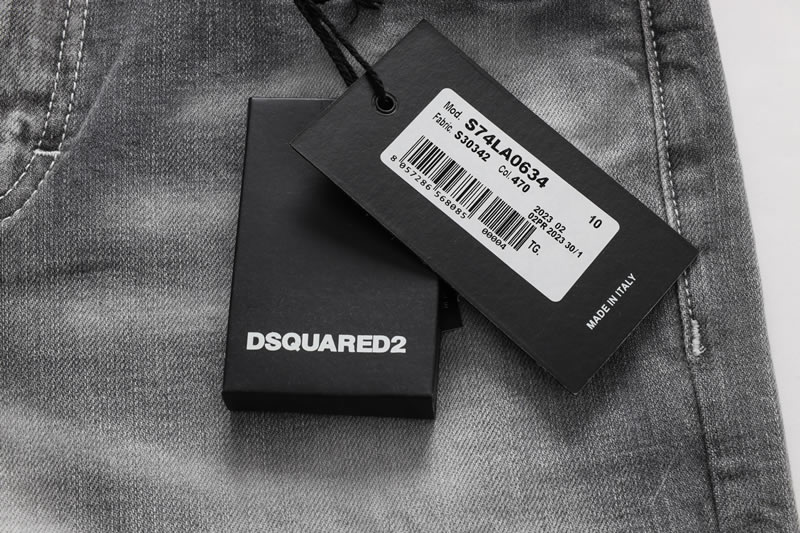 Mod. S74LA0634
Fabric. S30342 Col. 470
8 057286 568085 00004
2023 02
02PR 2023 30/1
TG.
10
MADE IN ITALY
DSQUARED2